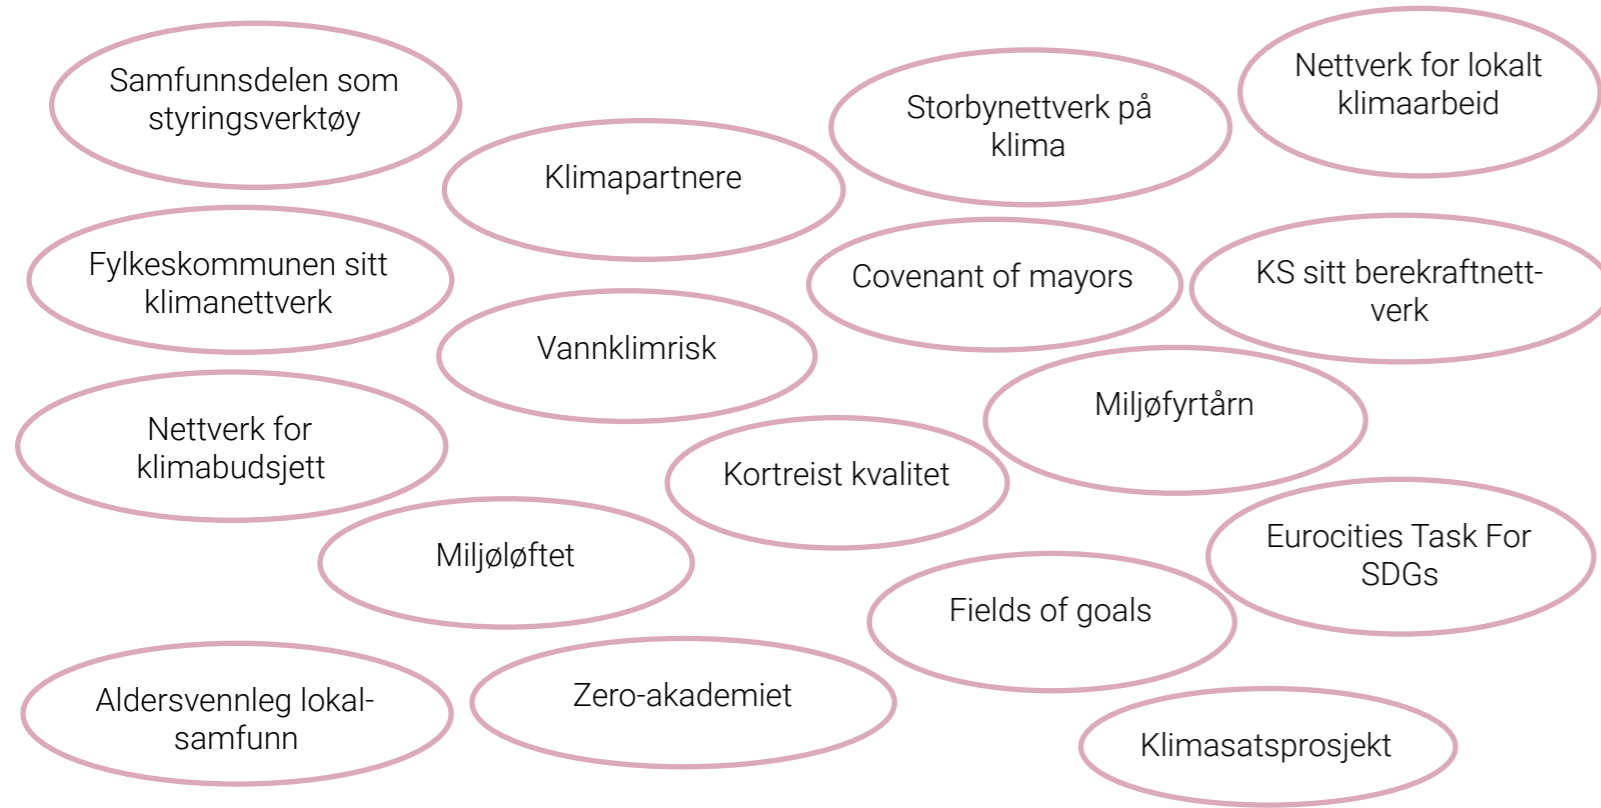 Samfunnsdelen som
styringsverktøy
Klimapartnere
Storbynettverk på
klima
Nettverk for lokalt
klimaarbeid
Fylkeskommunen sitt
klimanettverk
Vannklimrisk
Covenant of mayors
KS sitt berekraftnett-
verk
Nettverk for
klimabudsjett
Kortreist kvalitet
Miljøfyrtårn
Miljøløftet
Fields of goals
Eurocities Task For
SDGs
Aldersvennleg lokal-
samfunn
Zero-akademiet
Klimasatsprosjekt